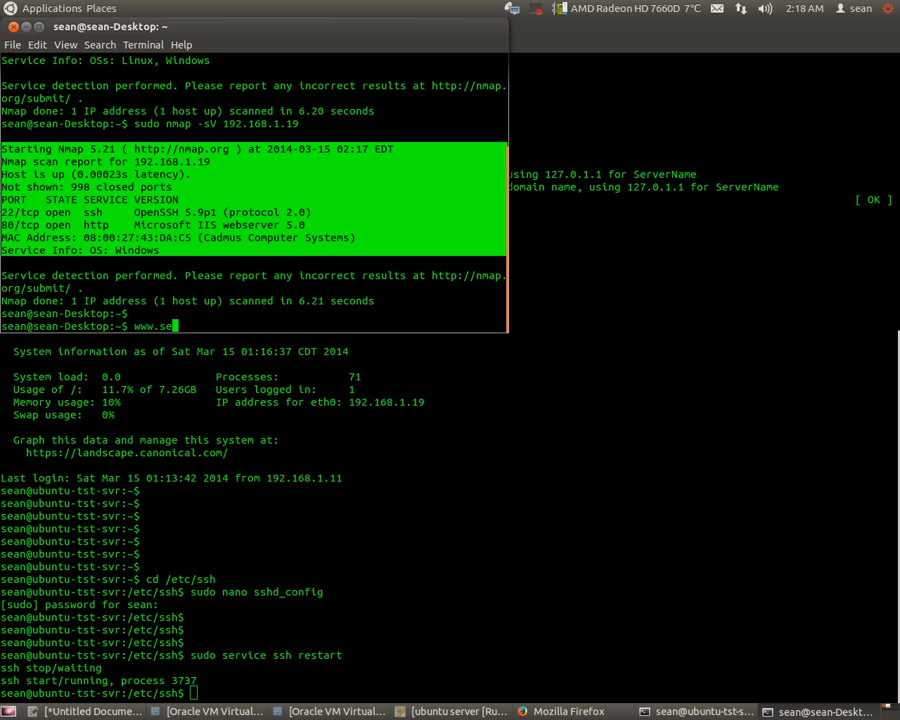 Applications Places
AMD Radeon HD 7660D 7°C
2:18 AM
sean
sean@sean-Desktop: ~
File Edit View Search Terminal Help
Service Info: OSs: Linux, Windows
Service detection performed. Please report any incorrect results at http://nmap.
org/submit/ .
Nmap done: 1 IP address (1 host up) scanned in 6.20 seconds
sean@sean-Desktop:~$ sudo nmap -sV 192.168.1.19
Starting Nmap 5.21 ( http://nmap.org ) at 2014-03-15 02:17 EDT
Nmap scan report for 192.168.1.19
Host is up (0.00023s latency).
Not shown: 998 closed ports
PORT   STATE SERVICE VERSION
22/tcp open  ssh     OpenSSH 5.9p1 (protocol 2.0)
80/tcp open  http    Microsoft IIS webserver 5.0
MAC Address: 08:00:27:43:DA:C5 (Cadmus Computer Systems)
Service Info: OS: Windows
Service detection performed. Please report any incorrect results at http://nmap.
org/submit/ .
Nmap done: 1 IP address (1 host up) scanned in 6.21 seconds
sean@sean-Desktop:~$
sean@sean-Desktop:~$ www.se
using 127.0.1.1 for ServerName
domain name, using 127.0.1.1 for ServerName
[ OK ]
System information as of Sat Mar 15 01:16:37 CDT 2014
System load:  0.0               Processes:           71
Usage of /:   11.7% of 7.26GB   Users logged in:     1
Memory usage: 10%               IP address for eth0: 192.168.1.19
Swap usage:   0%
Graph this data and manage this system at:
https://landscape.canonical.com/
Last login: Sat Mar 15 01:13:42 2014 from 192.168.1.11
sean@ubuntu-tst-svr:~$
sean@ubuntu-tst-svr:~$
sean@ubuntu-tst-svr:~$
sean@ubuntu-tst-svr:~$
sean@ubuntu-tst-svr:~$
sean@ubuntu-tst-svr:~$
sean@ubuntu-tst-svr:~$
sean@ubuntu-tst-svr:~$ cd /etc/ssh
sean@ubuntu-tst-svr:/etc/ssh$ sudo nano sshd_config
[sudo] password for sean:
sean@ubuntu-tst-svr:/etc/ssh$
sean@ubuntu-tst-svr:/etc/ssh$
sean@ubuntu-tst-svr:/etc/ssh$
sean@ubuntu-tst-svr:/etc/ssh$ sudo service ssh restart
ssh stop/waiting
ssh start/running, process 3737
sean@ubuntu-tst-svr:/etc/ssh$
[*Untitled Docume...
[Oracle VM Virtual...
[Oracle VM Virtual...
[ubuntu server [Ru...
Mozilla Firefox
sean@ubuntu-tst-s...
sean@sean-Deskt...